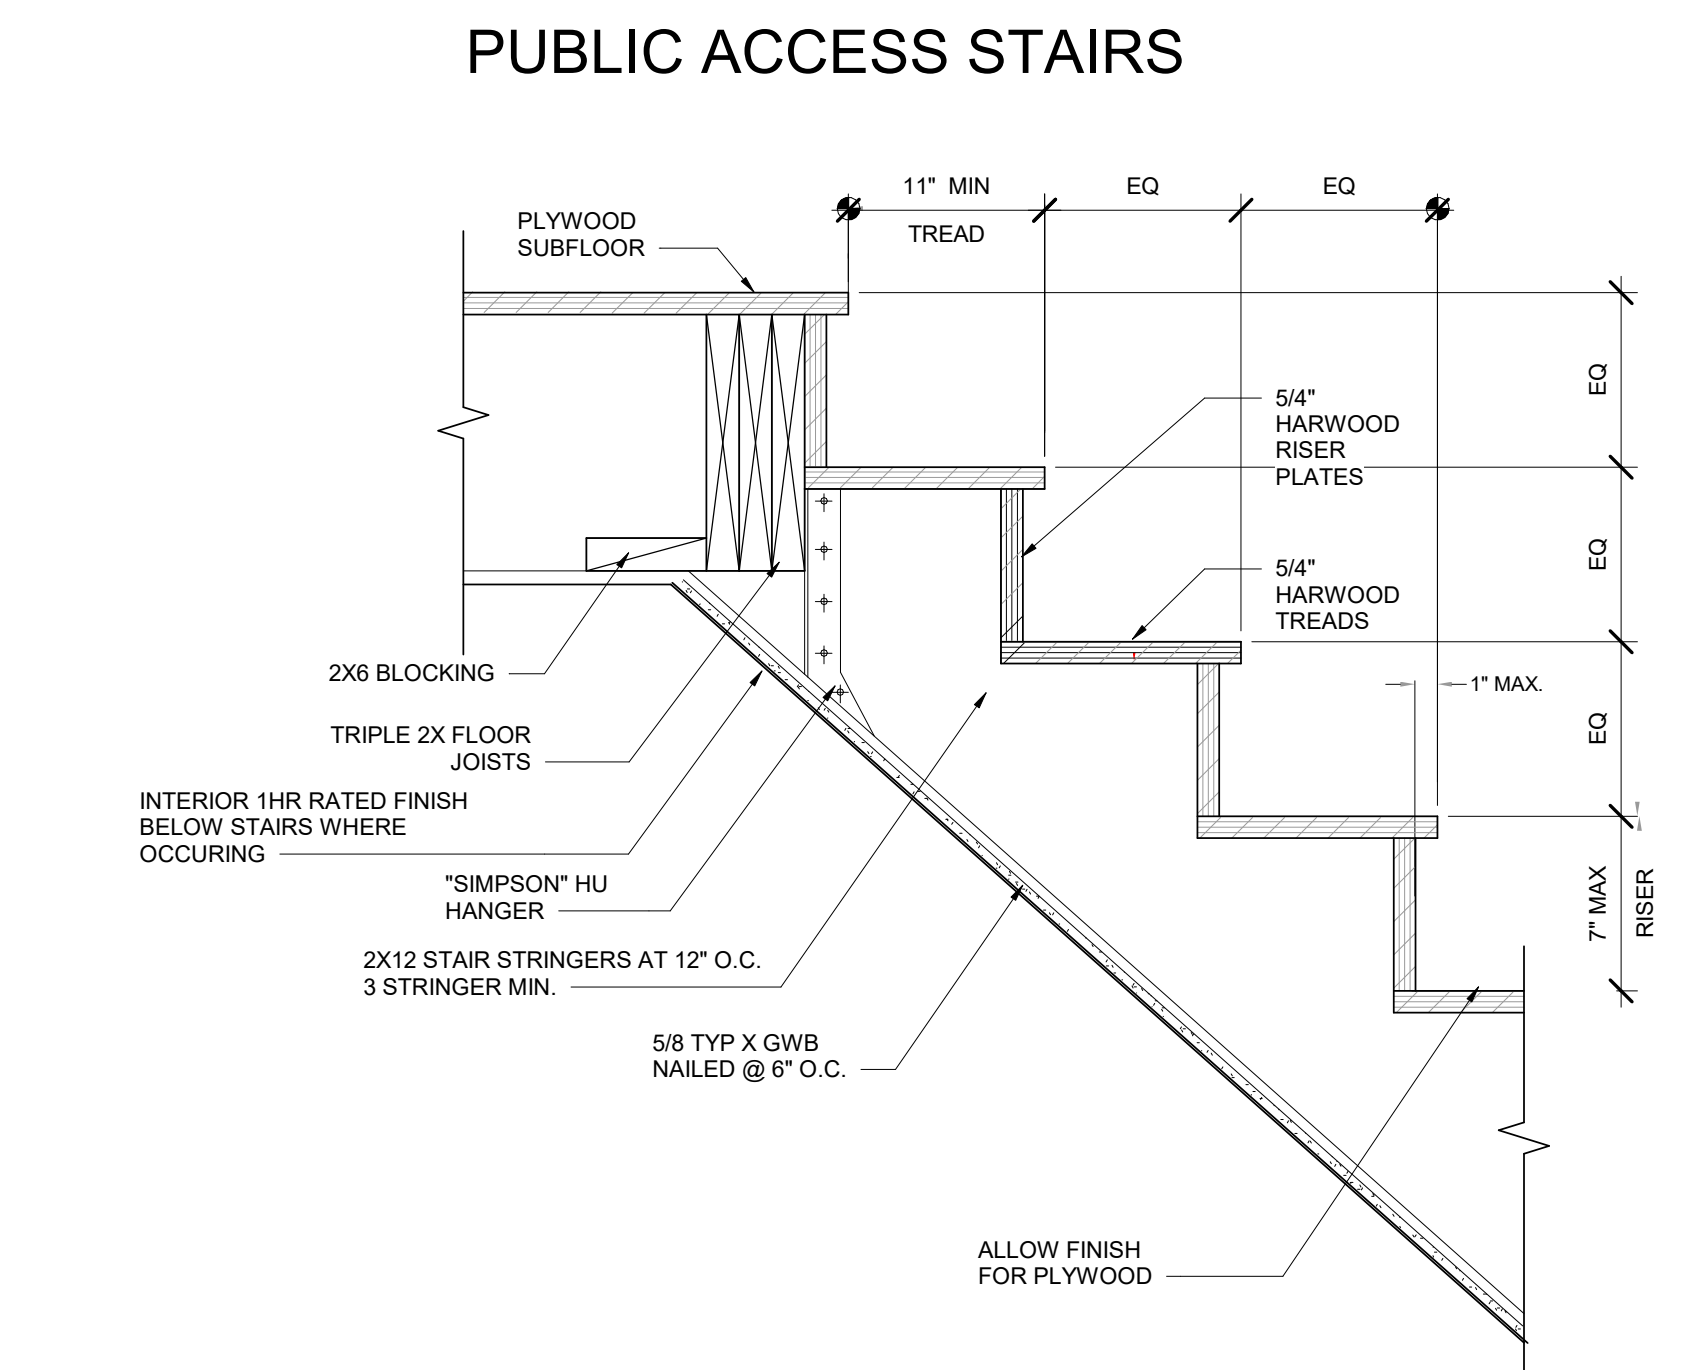 PUBLIC ACCESS STAIRS
11" MIN
TREAD
EQ
EQ
PLYWOOD
SUBFLOOR
EQ
5/4"
HARWOOD
RISER
PLATES
EQ
5/4"
HARWOOD
TREADS
2X6 BLOCKING
1" MAX.
EQ
TRIPLE 2X FLOOR
JOISTS
INTERIOR 1HR RATED FINISH
BELOW STAIRS WHERE
OCCURING
"SIMPSON" HU
HANGER
7" MAX
RISER
2X12 STAIR STRINGERS AT 12" O.C.
3 STRINGER MIN.
5/8 TYP X GWB
NAILED @ 6" O.C.
ALLOW FINISH
FOR PLYWOOD